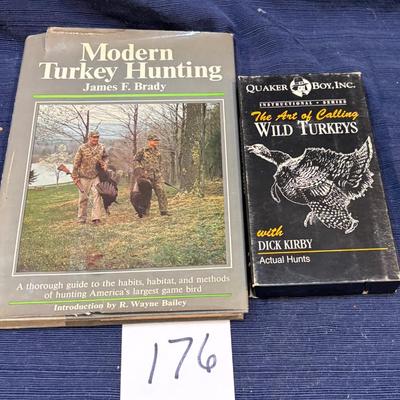 Modern
Turkey Hunting
James F. Brady
A thorough guide to the habits, habitat, and methods
of hunting America's largest game bird
Introduction by R. Wayne Bailey
QUAKER BOY, INC.
INSTRUCTIONAL • SERIES
The Art of Calling
WILD TURKEYS
with
DICK KIRBY
Actual Hunts
176